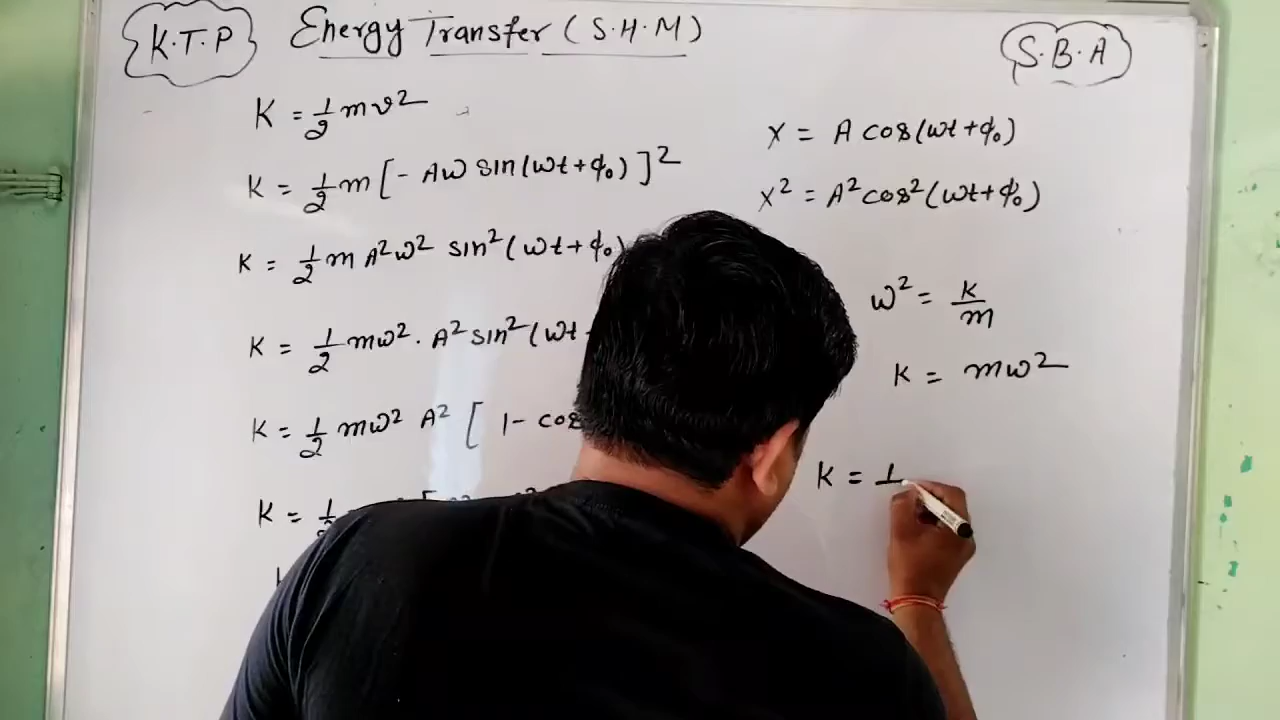 K.T.P
Energy Transfer (S.H.M)
S.B.A
K = 1/2 mv²
K = 1/2 m [- Aω sin(ωt+ϕ₀)]²
K = 1/2 m A²ω² sin²(ωt+ϕ₀)
K = 1/2 mω². A² sin²(ωt
K = 1/2 mω² A² [ 1- cos
K =
x = A cos(ωt+ϕ₀)
x² = A² cos²(ωt+ϕ₀)
ω² = K/m
K = mω²
K = 1